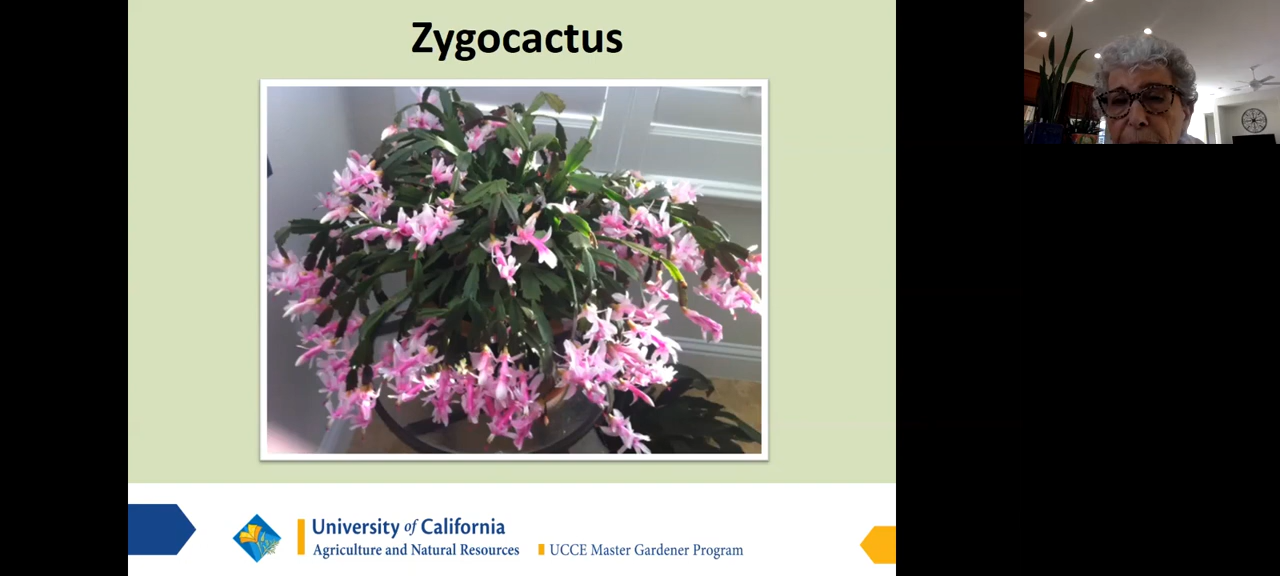 Zygocactus
University of California
Agriculture and Natural Resources
UCCE Master Gardener Program